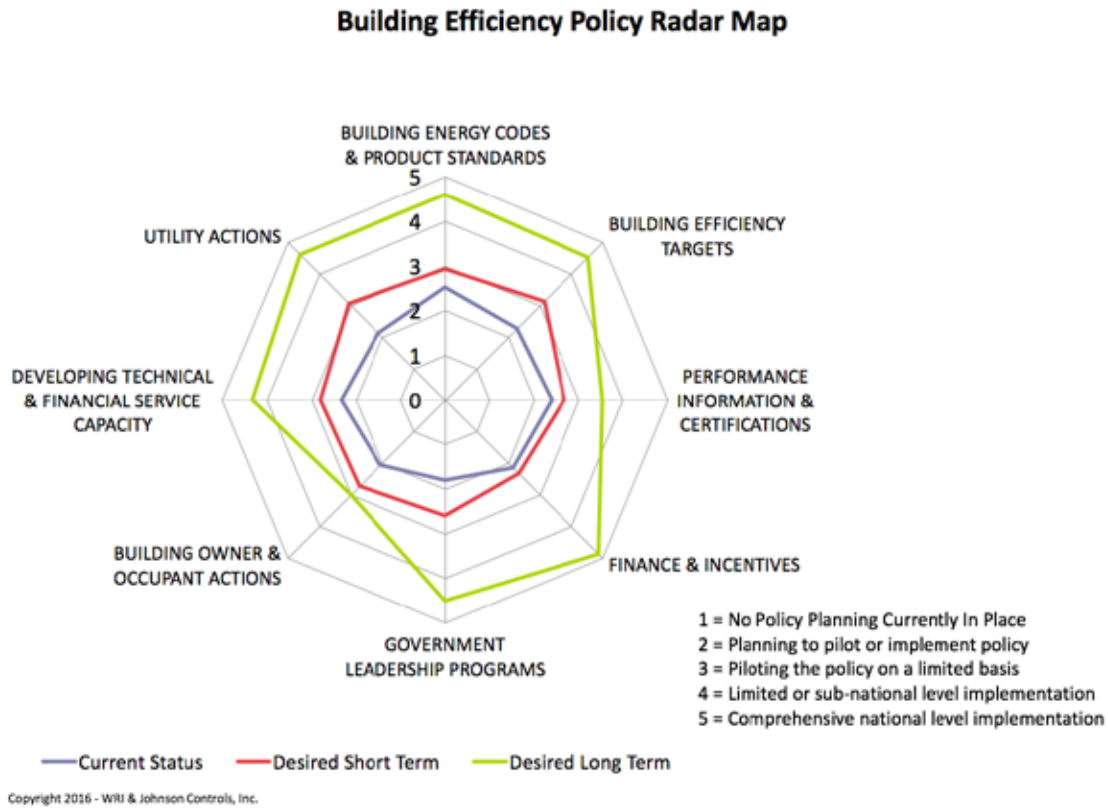 Building Efficiency Policy Radar Map
BUILDING ENERGY CODES
& PRODUCT STANDARDS
BUILDING EFFICIENCY
TARGETS
PERFORMANCE
INFORMATION &
CERTIFICATIONS
FINANCE & INCENTIVES
GOVERNMENT
LEADERSHIP PROGRAMS
BUILDING OWNER &
OCCUPANT ACTIONS
DEVELOPING TECHNICAL
& FINANCIAL SERVICE
CAPACITY
UTILITY ACTIONS
5
4
3
2
1
0
1 = No Policy Planning Currently In Place
2 = Planning to pilot or implement policy
3 = Piloting the policy on a limited basis
4 = Limited or sub-national level implementation
5 = Comprehensive national level implementation
Current Status
Desired Short Term
Desired Long Term
Copyright 2016 - WRI & Johnson Controls, Inc.